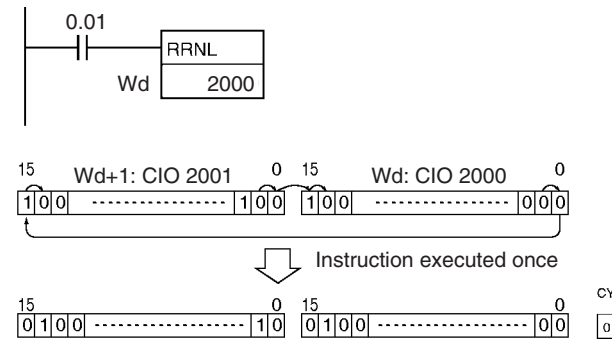 0.01
RRNL
Wd 2000
15 Wd+1: CIO 2001 0 15 Wd: CIO 2000 0
1 0 0 1 0 0 1 0 0 0 0 0
Instruction executed once
15 0 15 0 CY
0 1 0 0 1 0 0 1 0 0 0 0 0